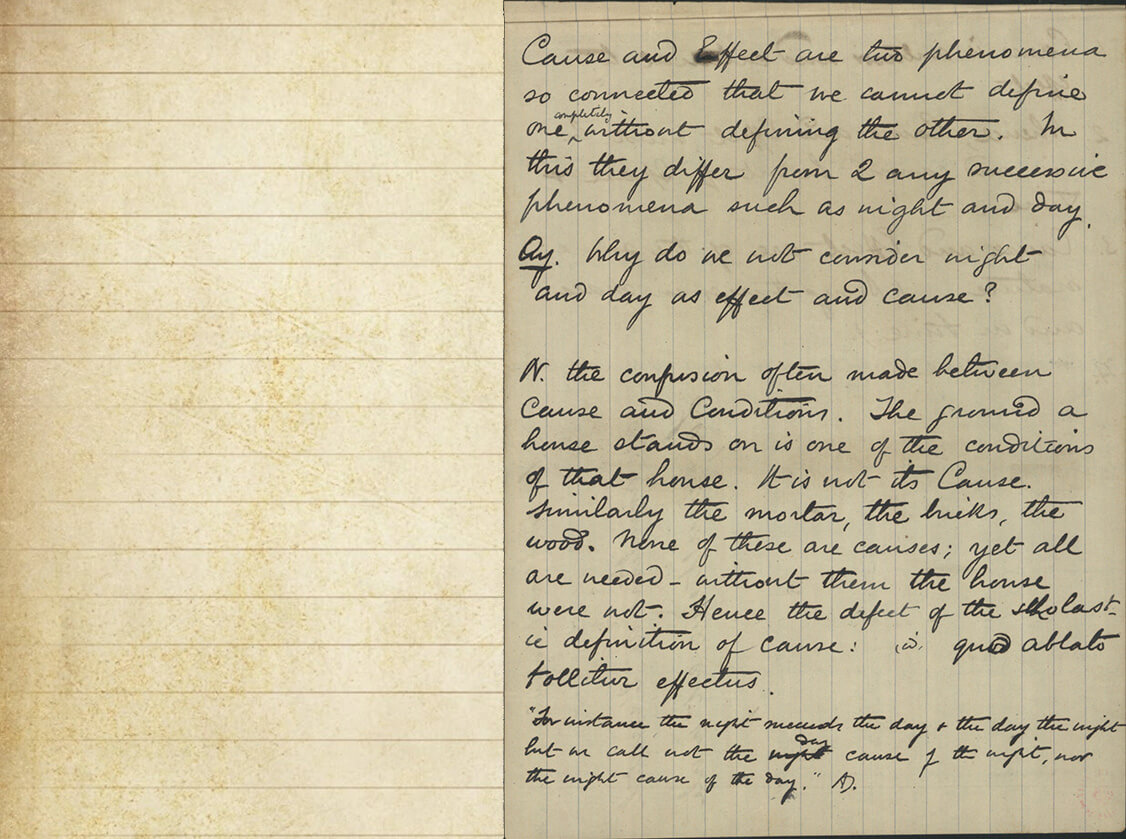 Cause and Effect are two phenomena
so connected that we cannot define
completely
one ‸ without defining the other. In
this they differ from 2 any successive
phenomena such as night and day.
Qy. Why do we not consider night
and day as effect and cause?
N. the confusion often made between
Cause and Conditions. The ground a
house stands on is one of the conditions
of that house. It is not its Cause.
Similarly the mortar, the bricks, the
wood. None of these are causes; yet all
are needed - without them the house
were not. Hence the defect of the scholast-
ic definition of cause: quod ablato
tollitur effectus.
"For instance the night succeeds the day & the day the night
day
but we call not the night cause of the night, nor
the night cause of the day."